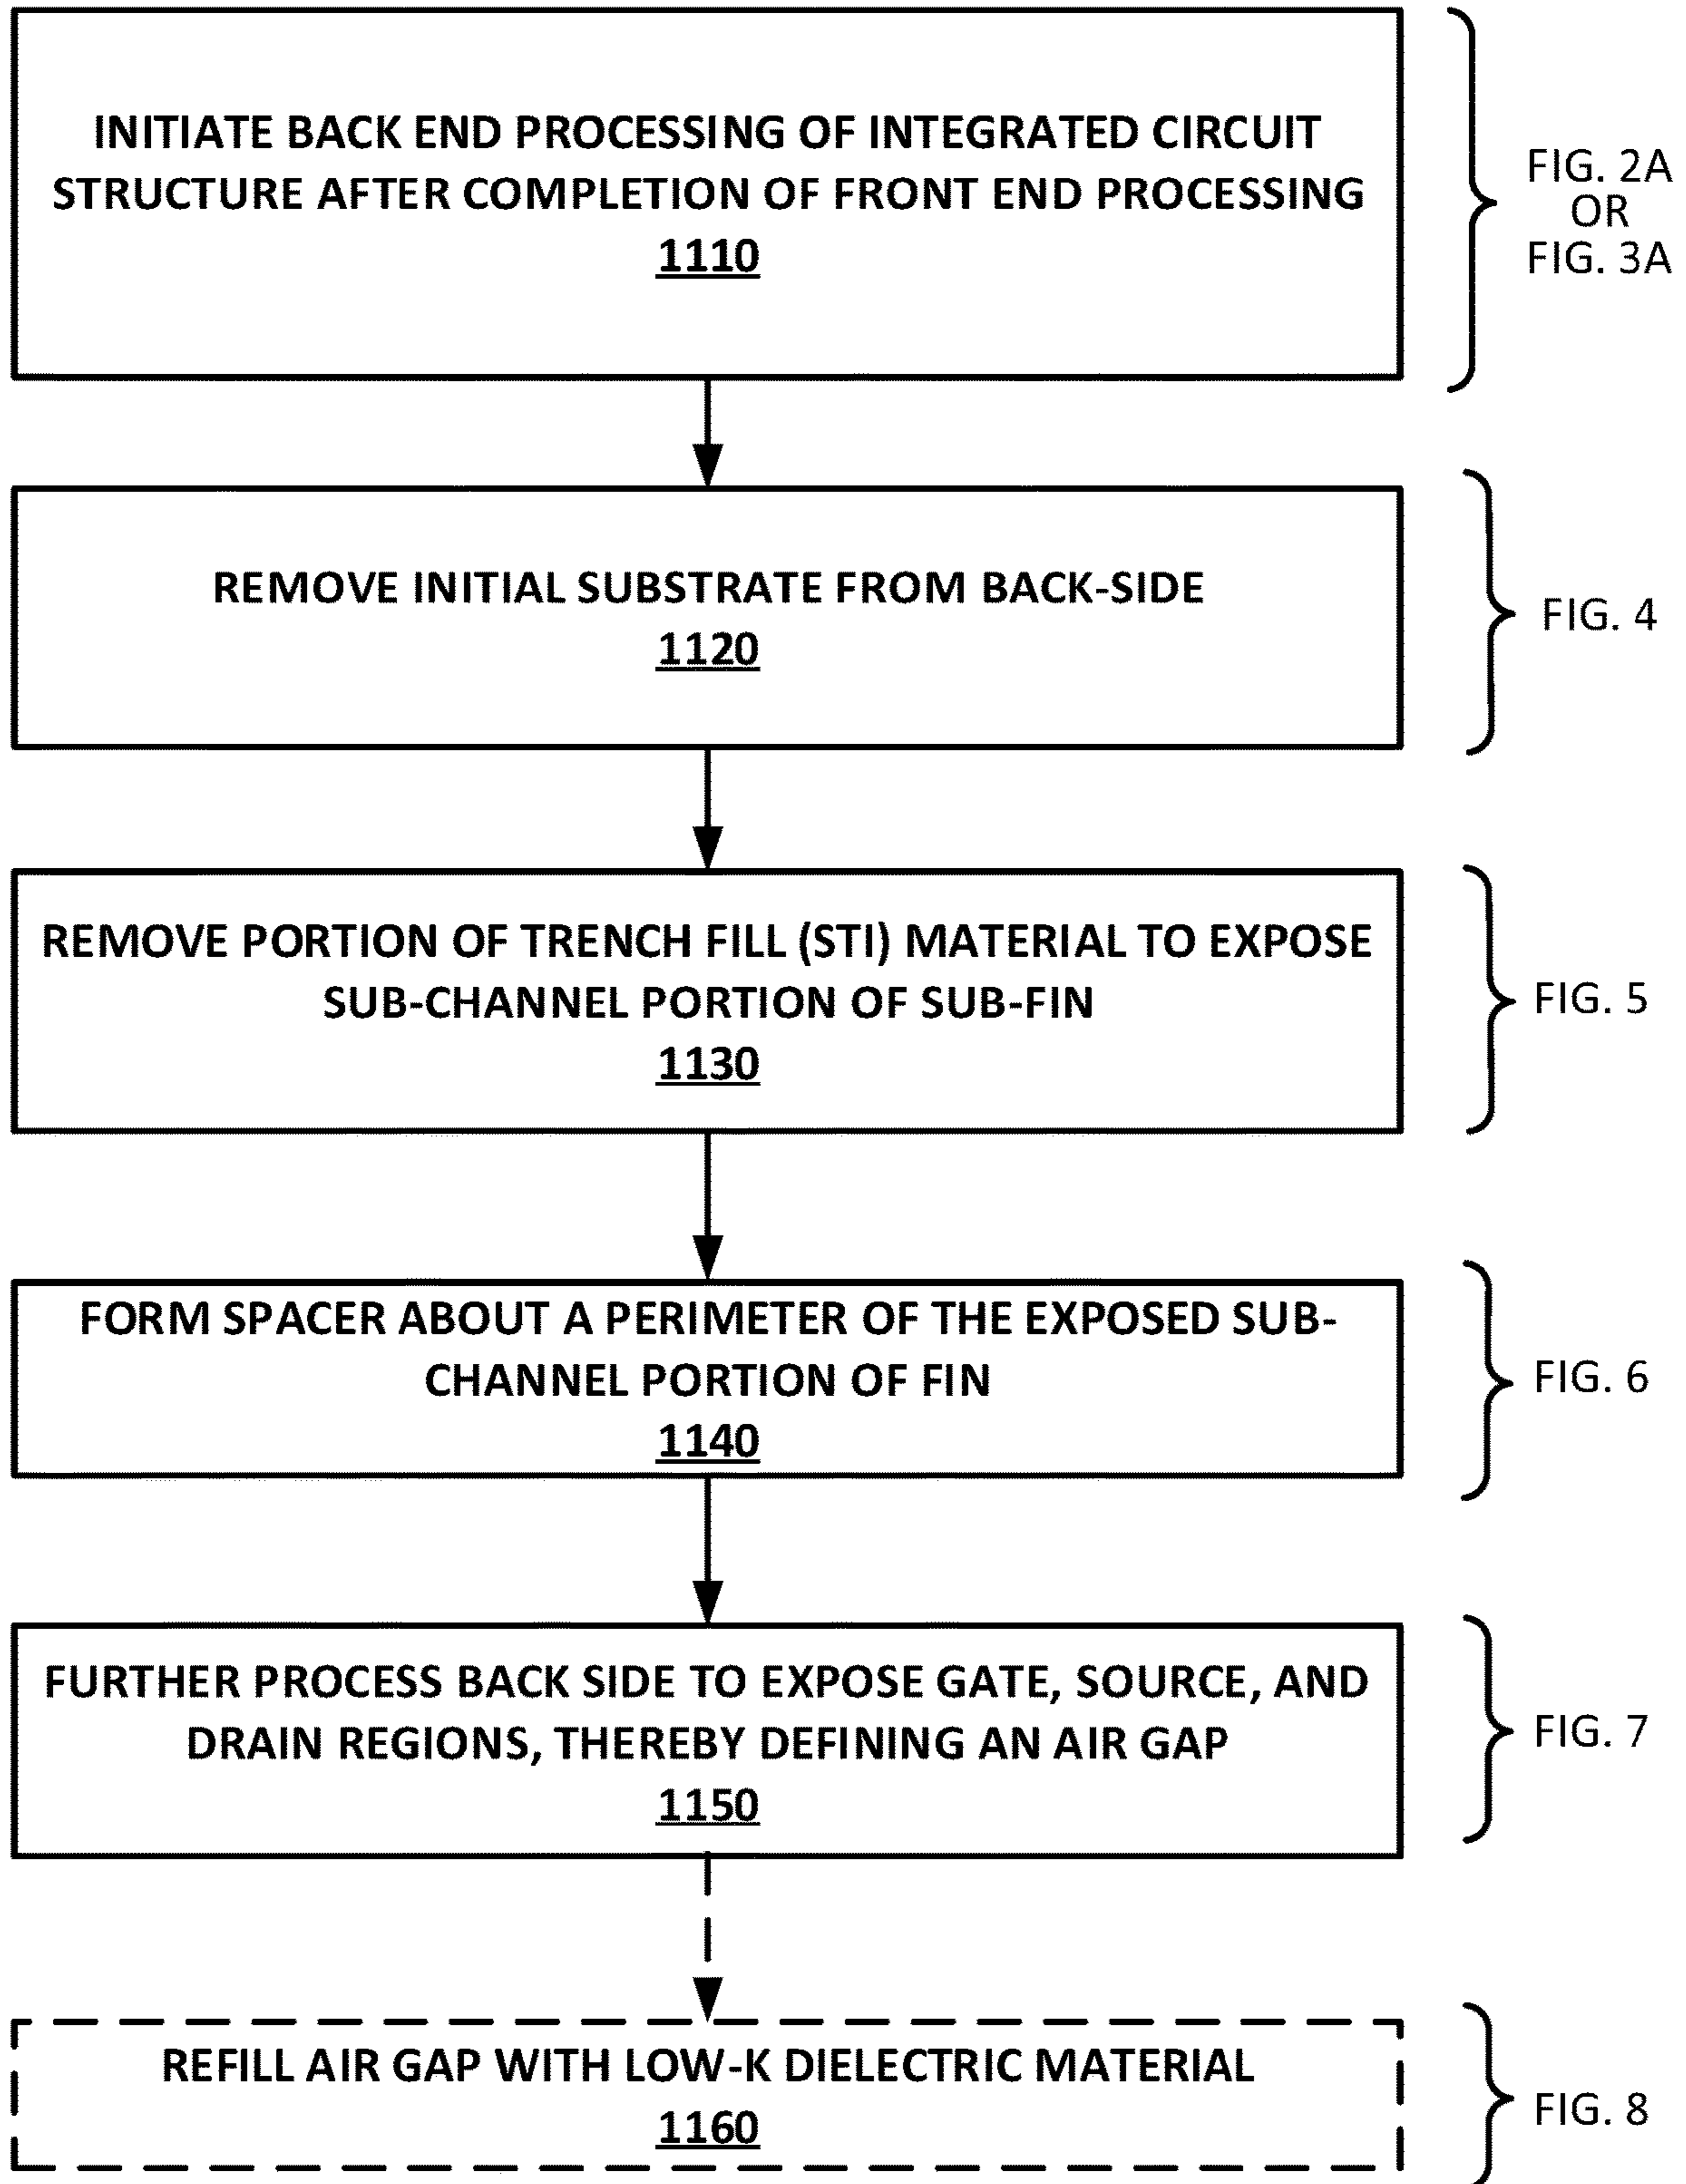 INITIATE BACK END PROCESSING OF INTEGRATED CIRCUIT
STRUCTURE AFTER COMPLETION OF FRONT END PROCESSING
1110
FIG. 2A
OR
FIG. 3A
REMOVE INITIAL SUBSTRATE FROM BACK-SIDE
1120
FIG. 4
REMOVE PORTION OF TRENCH FILL (STI) MATERIAL TO EXPOSE
SUB-CHANNEL PORTION OF SUB-FIN
1130
FIG. 5
FORM SPACER ABOUT A PERIMETER OF THE EXPOSED SUB-
CHANNEL PORTION OF FIN
1140
FIG. 6
FURTHER PROCESS BACK SIDE TO EXPOSE GATE, SOURCE, AND
DRAIN REGIONS, THEREBY DEFINING AN AIR GAP
1150
FIG. 7
REFILL AIR GAP WITH LOW-K DIELECTRIC MATERIAL
1160
FIG. 8